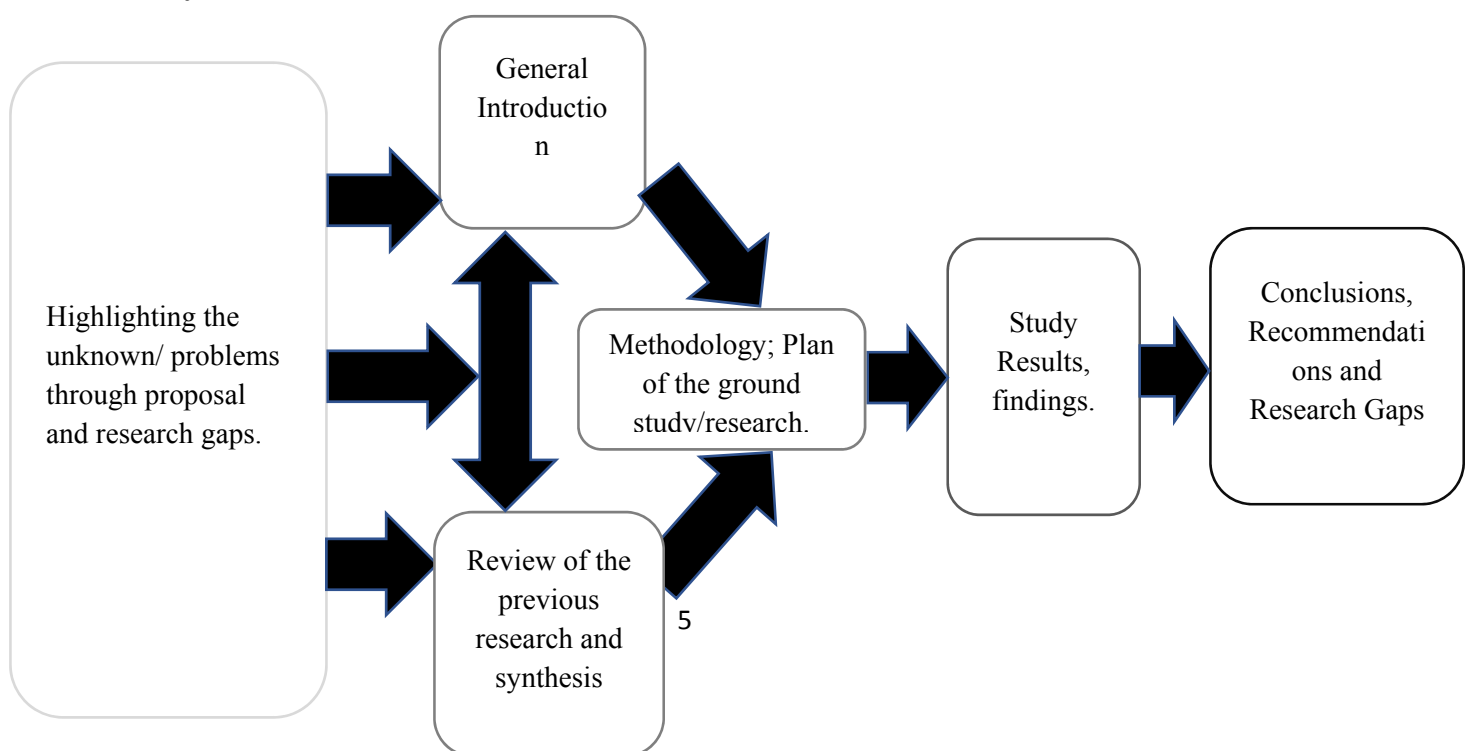 Highlighting the
unknown/ problems
through proposal
and research gaps.
General
Introductio
n
Review of the
previous
research and
synthesis
5
Methodology; Plan
of the ground
study/research.
Study
Results,
findings.
Conclusions,
Recommendati
ons and
Research Gaps